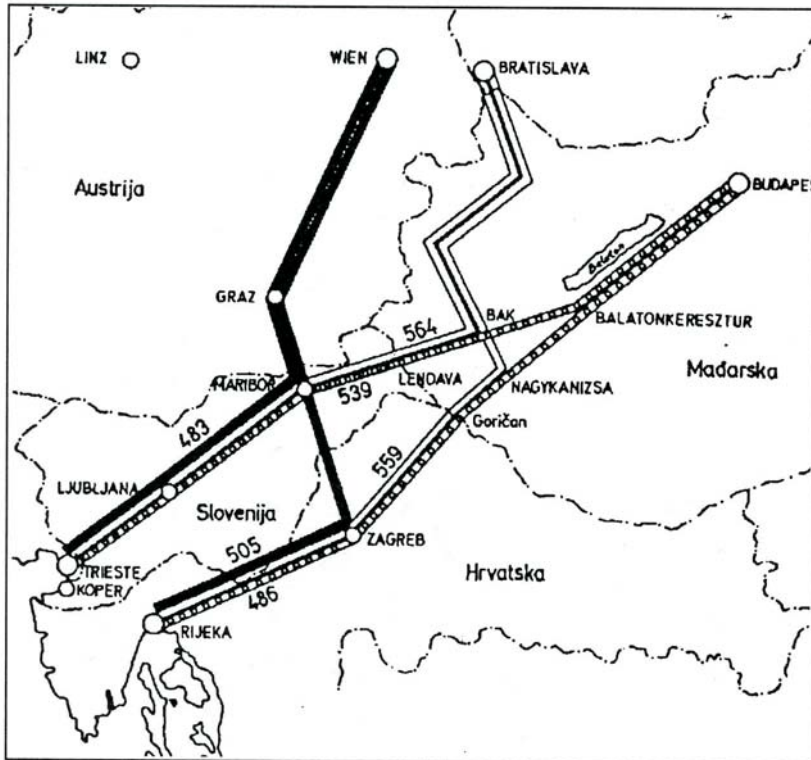 LINZ
WIEN
BRATISLAVA
Austrija
BUDAPES
Balaton
GRAZ
564
BAK
BALATONKERESZTUR
MARIBOR
539
LENDAVA
NAGYKANIZSA
Mađarska
483
Goričan
559
LJUBLJANA
Slovenija
505
ZAGREB
TRIESTE
KOPER
486
Hrvatska
RIJEKA